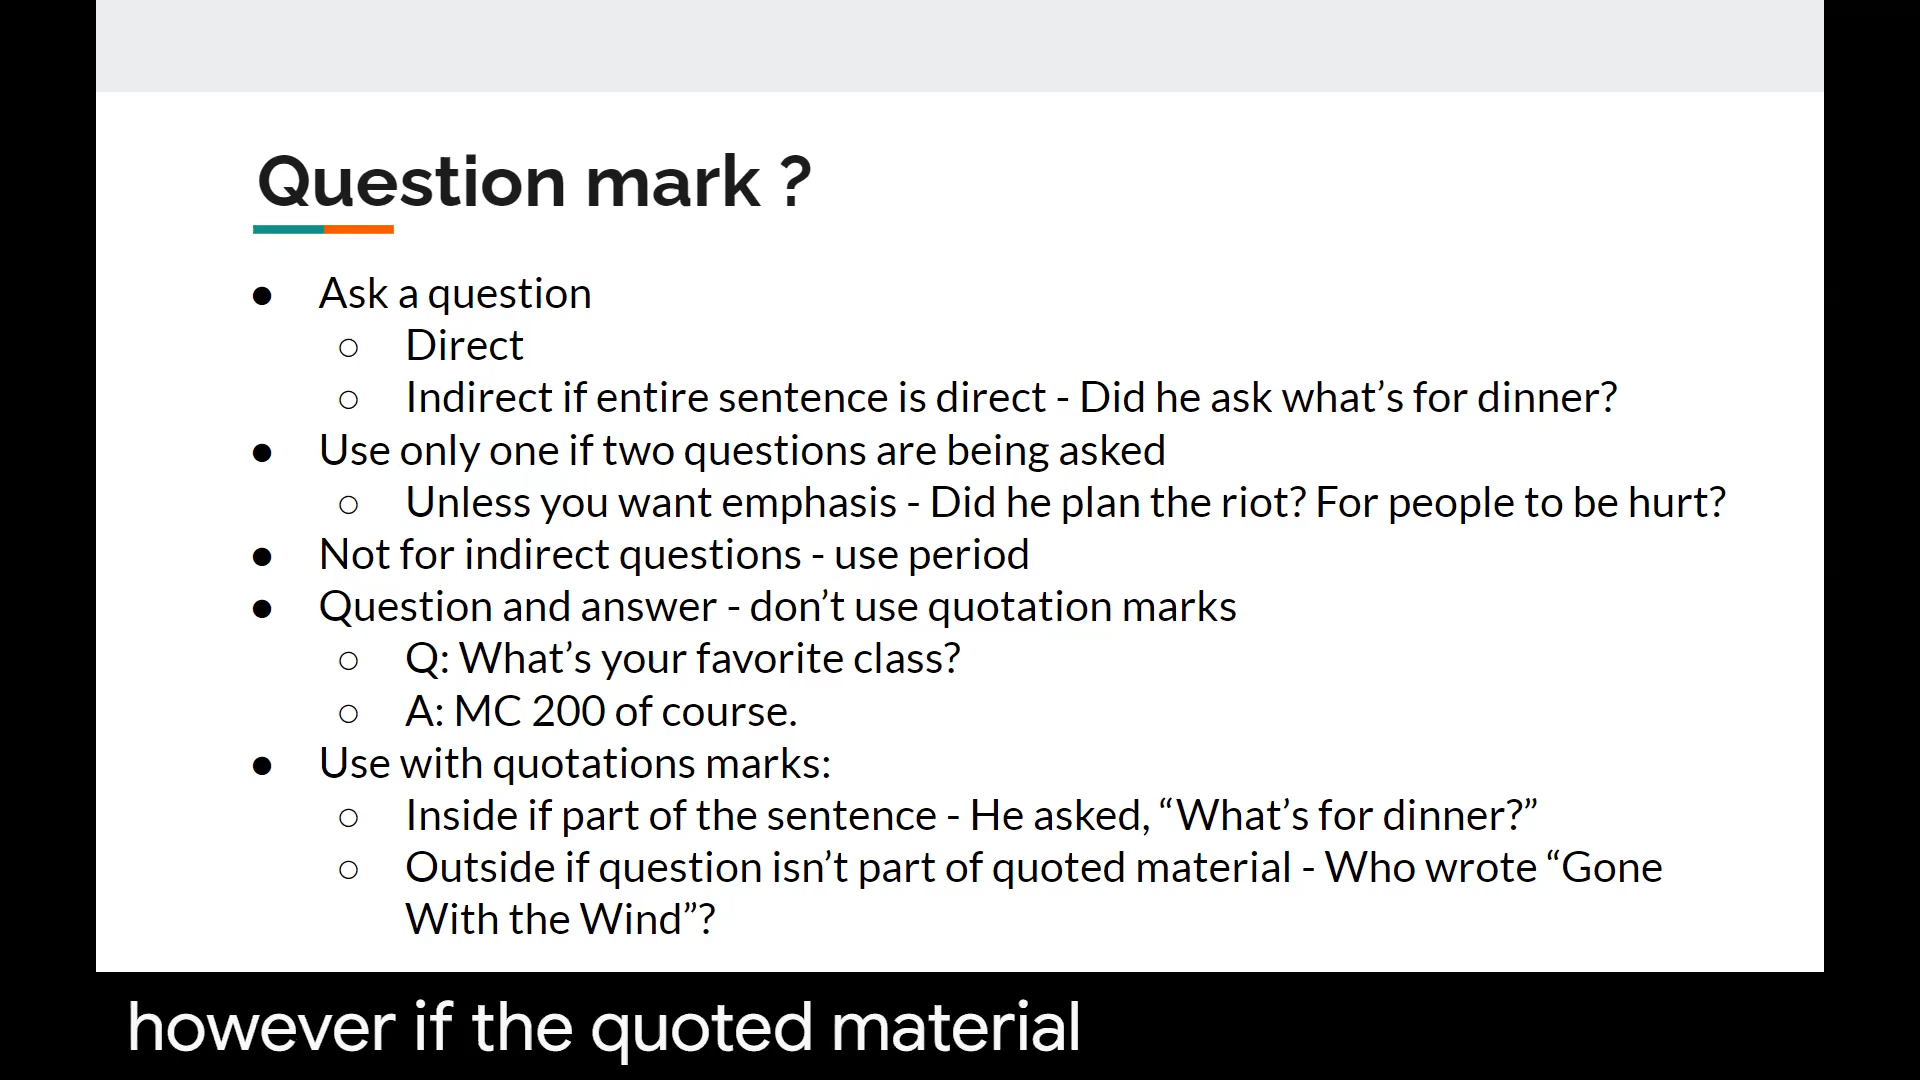 Question mark ?
● Ask a question
○ Direct
○ Indirect if entire sentence is direct - Did he ask what’s for dinner?
● Use only one if two questions are being asked
○ Unless you want emphasis - Did he plan the riot? For people to be hurt?
● Not for indirect questions - use period
● Question and answer - don’t use quotation marks
○ Q: What’s your favorite class?
○ A: MC 200 of course.
● Use with quotations marks:
○ Inside if part of the sentence - He asked, “What’s for dinner?”
○ Outside if question isn’t part of quoted material - Who wrote “Gone
With the Wind”?
however if the quoted material